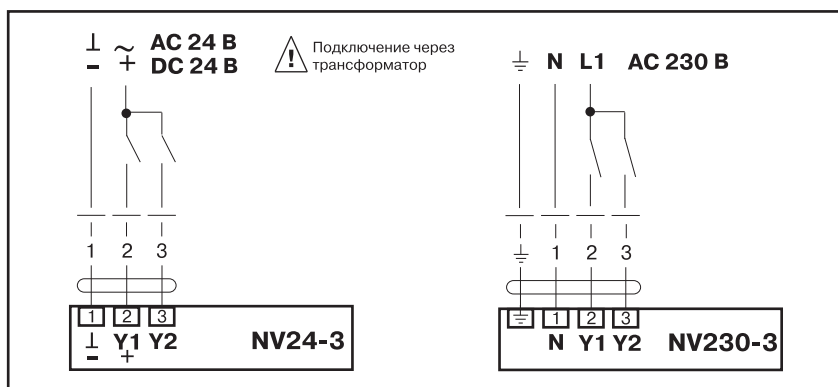 ⊥ ~ AC 24 В
− + DC 24 В
! Подключение через
трансформатор
1 2 3
1 2 3
⊥ Y1 Y2
− +
NV24-3
⏚ N L1 AC 230 В
⏚ 1 2 3
⏚ 1 2 3
N Y1 Y2
NV230-3